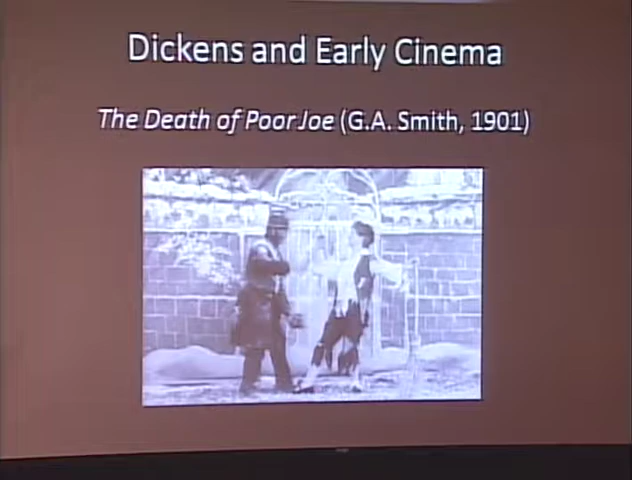 Dickens and Early Cinema
The Death of Poor Joe (G.A. Smith, 1901)